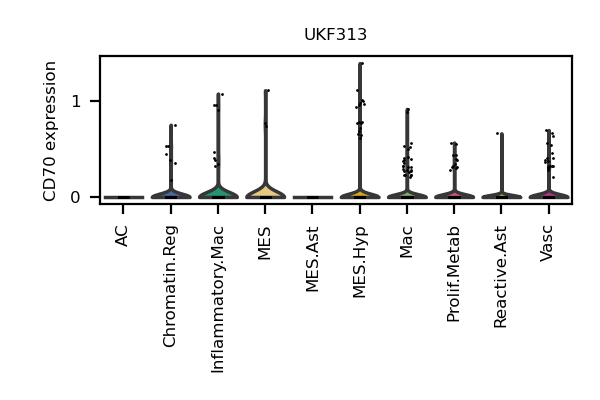 UKF313
CD70 expression
1
0
AC
Chromatin.Reg
Inflammatory.Mac
MES
MES.Ast
MES.Hyp
Mac
Prolif.Metab
Reactive.Ast
Vasc